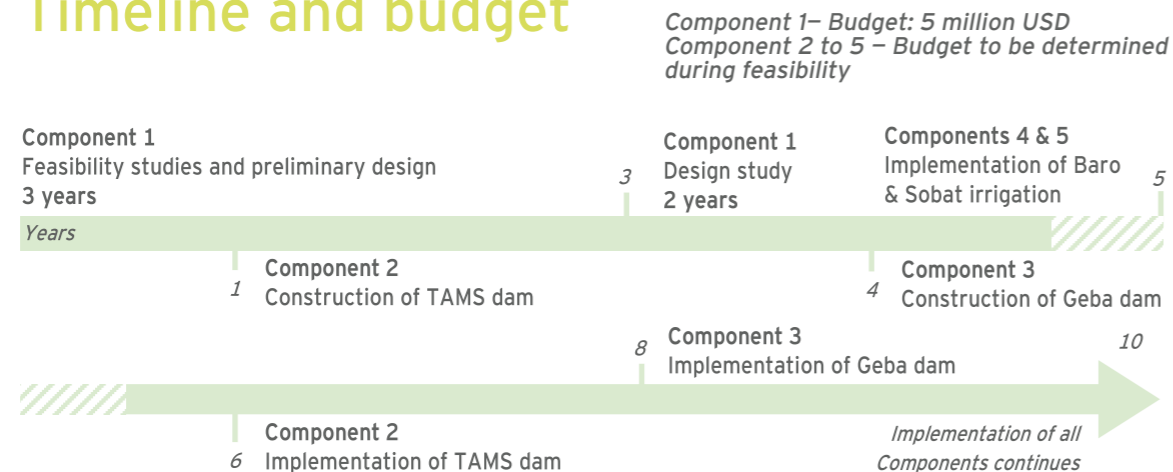 Timeline and budget
Component 1– Budget: 5 million USD
Component 2 to 5 – Budget to be determined
during feasibility
Component 1
Feasibility studies and preliminary design
3 years
3
Component 1
Design study
2 years
Components 4 & 5
Implementation of Baro
& Sobat irrigation
5
Years
1
Component 2
Construction of TAMS dam
4
Component 3
Construction of Geba dam
8
Component 3
Implementation of Geba dam
10
6
Component 2
Implementation of TAMS dam
Implementation of all
Components continues